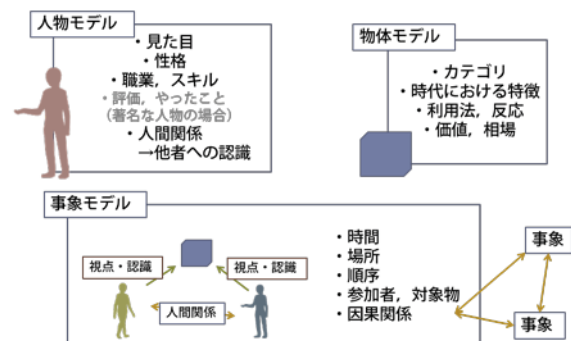 人物モデル
・見た目
・性格
・職業，スキル
・評価，やったこと
（著名な人物の場合）
・人間関係
→他者への認識
物体モデル
・カテゴリ
・時代における特徴
・利用法，反応
・価値，相場
事象モデル
視点・認識
視点・認識
人間関係
・時間
・場所
・順序
・参加者，対象物
・因果関係
事象
事象